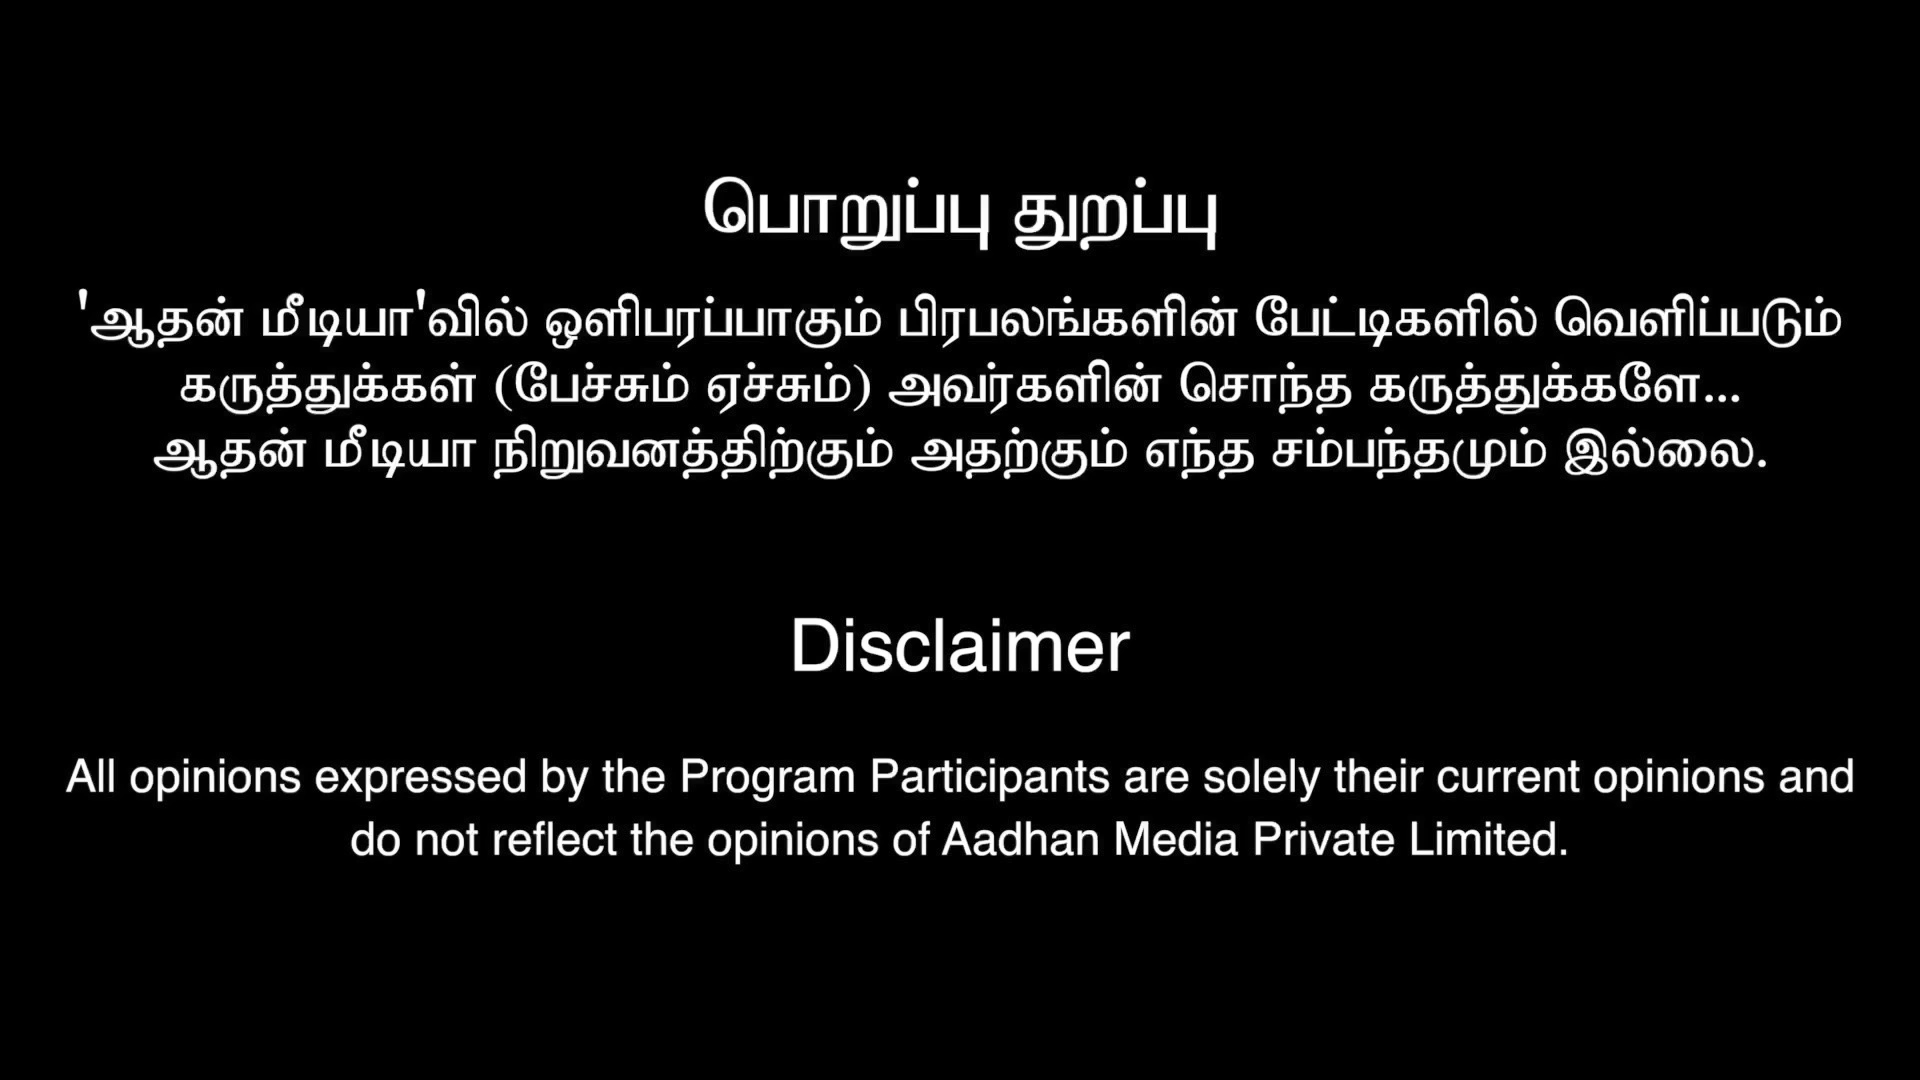 பொறுப்பு துறப்பு
'ஆதன் மீடியா'வில் ஒளிபரப்பாகும் பிரபலங்களின் பேட்டிகளில் வெளிப்படும்
கருத்துக்கள் (பேச்சும் ஏச்சும்) அவர்களின் சொந்த கருத்துக்களே...
ஆதன் மீடியா நிறுவனத்திற்கும் அதற்கும் எந்த சம்பந்தமும் இல்லை.
Disclaimer
All opinions expressed by the Program Participants are solely their current opinions and
do not reflect the opinions of Aadhan Media Private Limited.